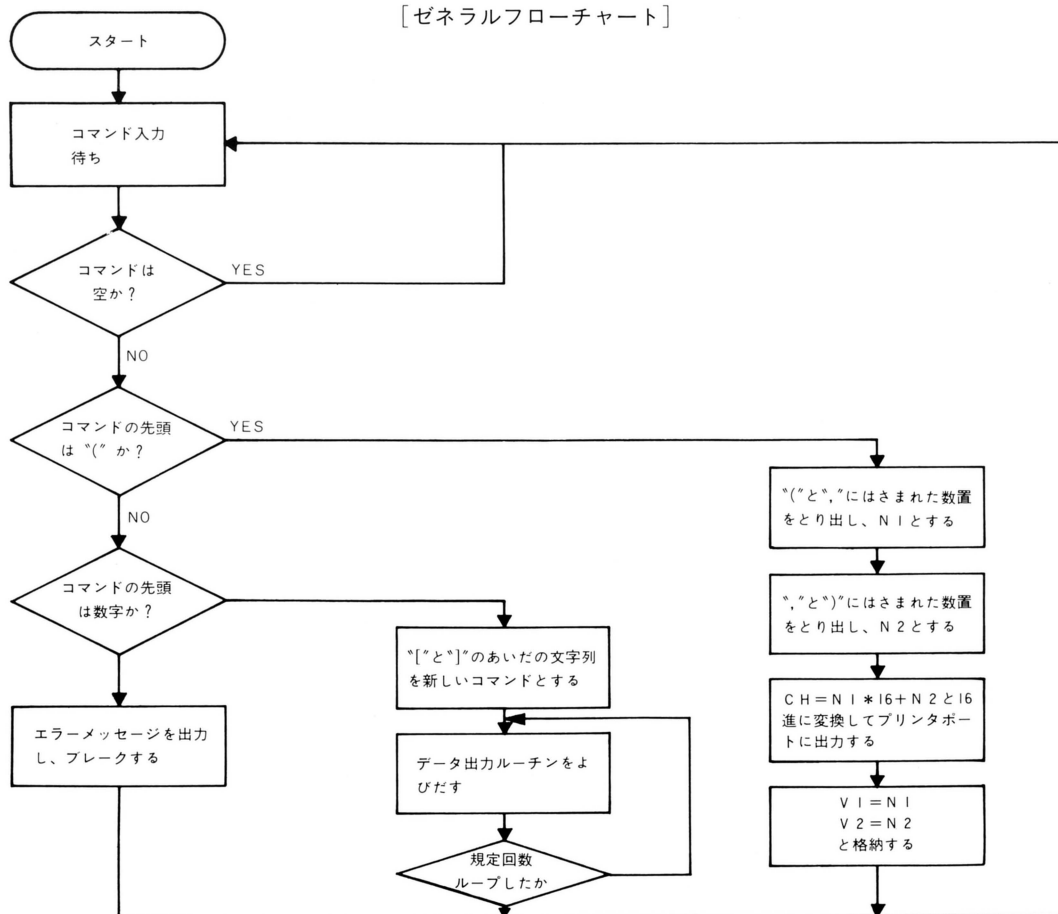 [ゼネラルフローチャート]
スタート
コマンド入力
待ち
コマンドは
空か?
YES
NO
コマンドの先頭
は〝(〞か?
YES
NO
コマンドの先頭
は数字か?
エラーメッセージを出力
し、ブレークする
〝[〞と〝]〞のあいだの文字列
を新しいコマンドとする
データ出力ルーチンをよ
びだす
規定回数
ループしたか
〝(〞と〝,〞にはさまれた数置
をとり出し、N1とする
〝,〞と〝)〞にはさまれた数置
をとり出し、N2とする
CH=N1*16+N2と16
進に変換してプリンタポー
トに出力する
V1=N1
V2=N2
と格納する